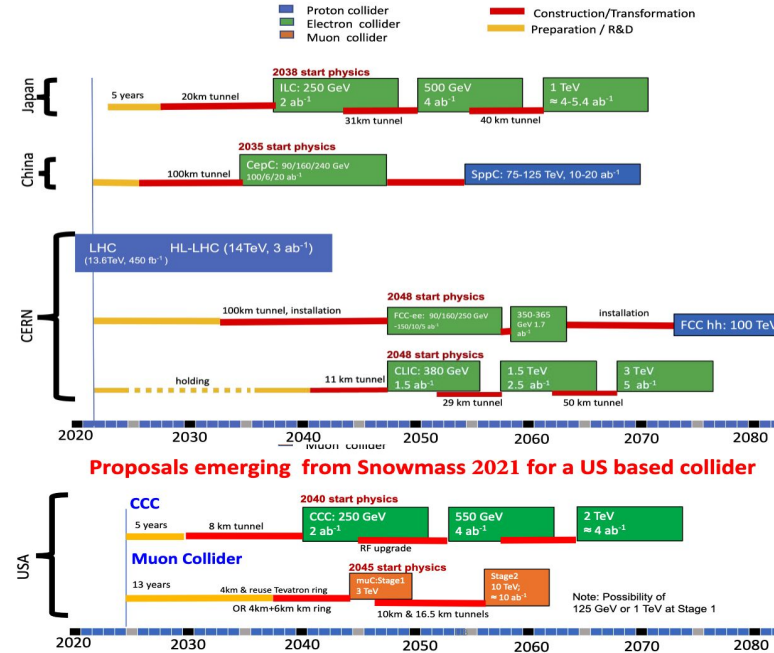 Proton collider
Electron collider
Muon collider
Construction/Transformation
Preparation / R&D
Japan
5 years
20km tunnel
2038 start physics
ILC: 250 GeV
2 ab⁻¹
31km tunnel
500 GeV
4 ab⁻¹
40 km tunnel
1 TeV
≈ 4-5.4 ab⁻¹
China
100km tunnel
2035 start physics
CepC: 90/160/240 GeV
100/6/20 ab⁻¹
SppC: 75-125 TeV, 10-20 ab⁻¹
CERN
LHC HL-LHC (14TeV, 3 ab⁻¹)
(13.6TeV, 450 fb⁻¹)
100km tunnel, installation
2048 start physics
FCC-ee: 90/160/250 GeV
~150/10/5 ab⁻¹
350-365
GeV 1.7
ab⁻¹
installation
FCC hh: 100 TeV
holding
11 km tunnel
2048 start physics
CLIC: 380 GeV
1.5 ab⁻¹
29 km tunnel
1.5 TeV
2.5 ab⁻¹
50 km tunnel
3 TeV
5 ab⁻¹
2020 2030 2040 2050 2060 2070 2080
Muon collider
Proposals emerging from Snowmass 2021 for a US based collider
USA
CCC
5 years
8 km tunnel
2040 start physics
CCC: 250 GeV
2 ab⁻¹
RF upgrade
550 GeV
4 ab⁻¹
2 TeV
≈ 4 ab⁻¹
Muon Collider
13 years
4km & reuse Tevatron ring
OR 4km+6km km ring
2045 start physics
muC:Stage1
3 TeV
10km & 16.5 km tunnels
Stage2
10 TeV;
≈ 10 ab⁻¹
Note: Possibility of
125 GeV or 1 TeV at Stage 1
2020 2030 2040 2050 2060 2070 2080